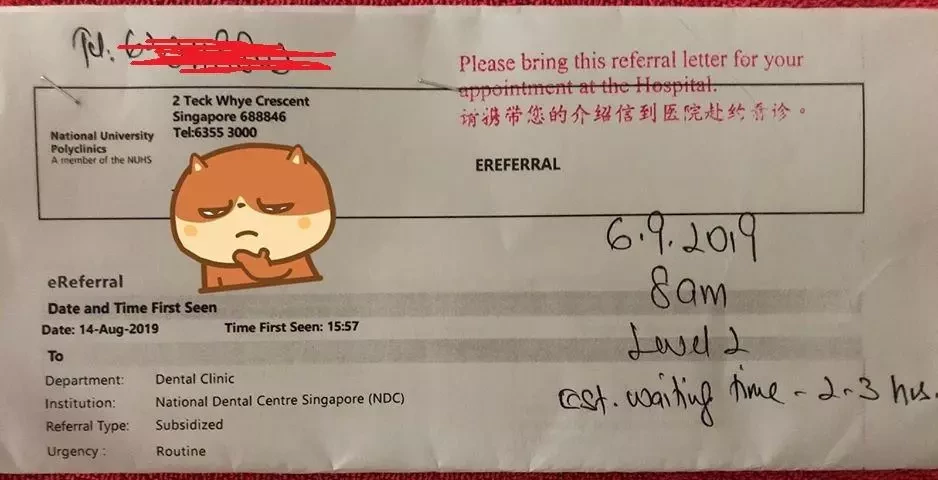 Tel:
Please bring this referral letter for your
appointment at the Hospital.
请携带您的介绍信到医院赴约看诊。
2 Teck Whye Crescent
Singapore 688846
Tel:6355 3000
National University
Polyclinics
A member of the NUHS
EREFERRAL
6.9.2019
8am
Level 2
est. waiting time - 2-3 hrs.
eReferral
Date and Time First Seen
Date: 14-Aug-2019 Time First Seen: 15:57
To
Department: Dental Clinic
Institution: National Dental Centre Singapore (NDC)
Referral Type: Subsidized
Urgency : Routine